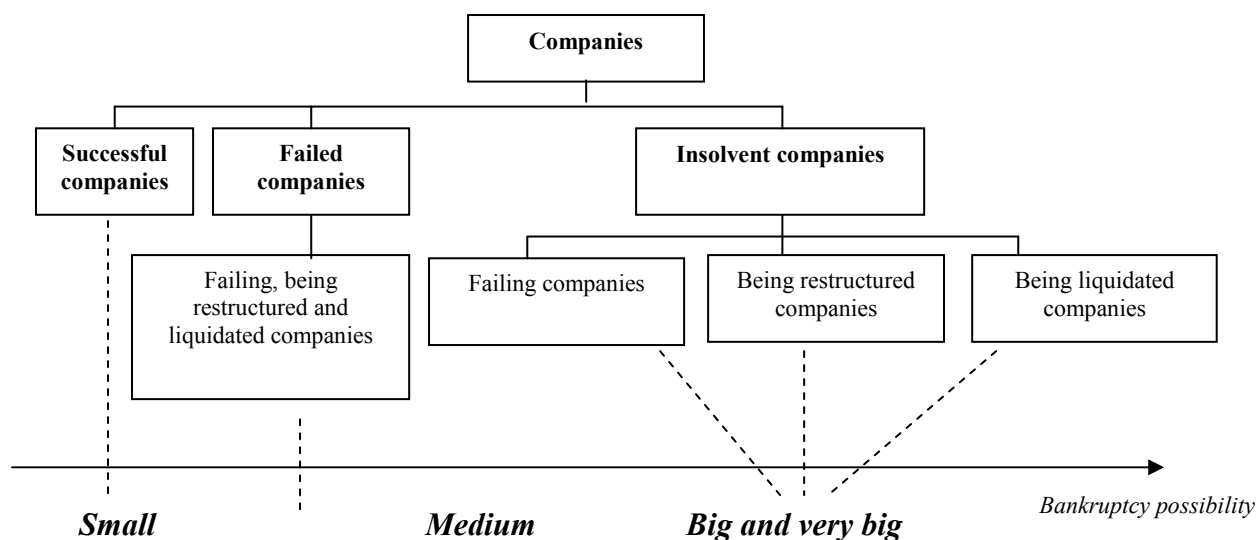 Companies
Successful
companies
Failed
companies
Insolvent companies
Failing, being
restructured and
liquidated companies
Failing companies
Being restructured
companies
Being liquidated
companies
Small
Medium
Big and very big
Bankruptcy possibility